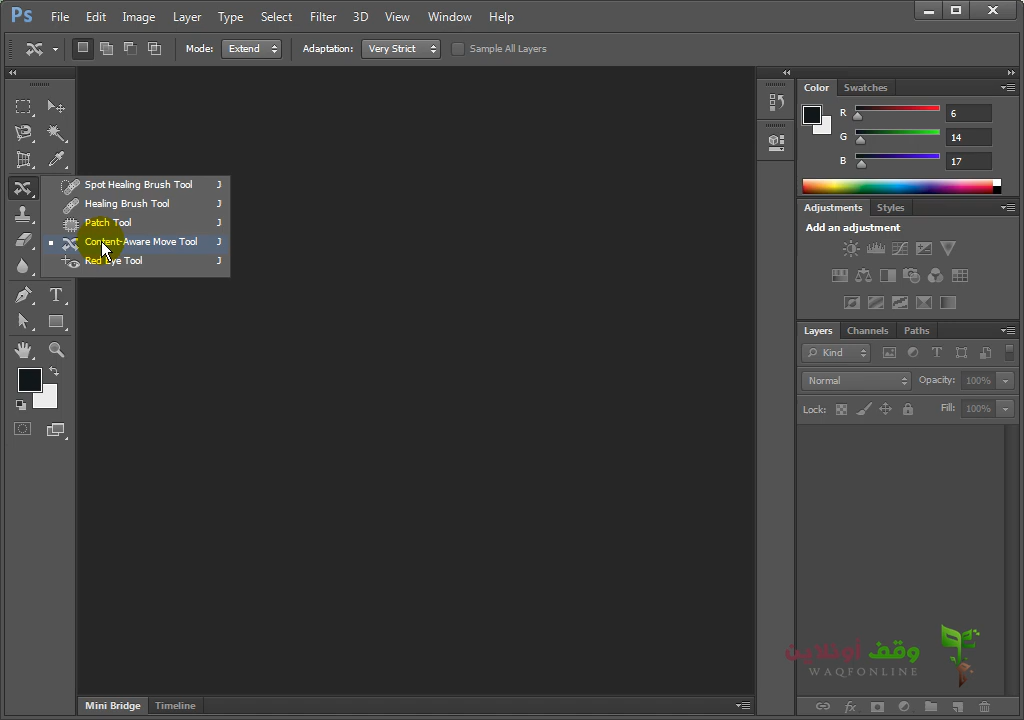 Ps File Edit Image Layer Type Select Filter 3D View Window Help
Mode: Extend Adaptation: Very Strict Sample All Layers
Spot Healing Brush Tool J
Healing Brush Tool J
Patch Tool J
Content-Aware Move Tool J
Red Eye Tool J
T
Color Swatches
R 6
G 14
B 17
Adjustments Styles
Add an adjustment
Layers Channels Paths
Kind T
Normal Opacity: 100%
Lock: Fill: 100%
وقف أونلاين
WAQFONLINE
fx
Mini Bridge Timeline